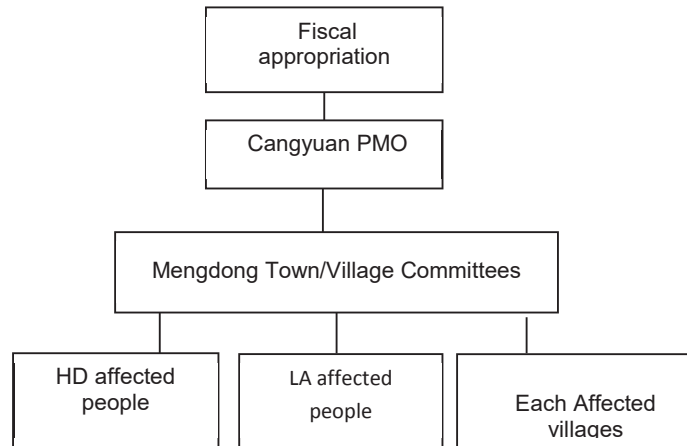 Fiscal
appropriation
Cangyuan PMO
Mengdong Town/Village Committees
HD affected
people
LA affected
people
Each Affected
villages